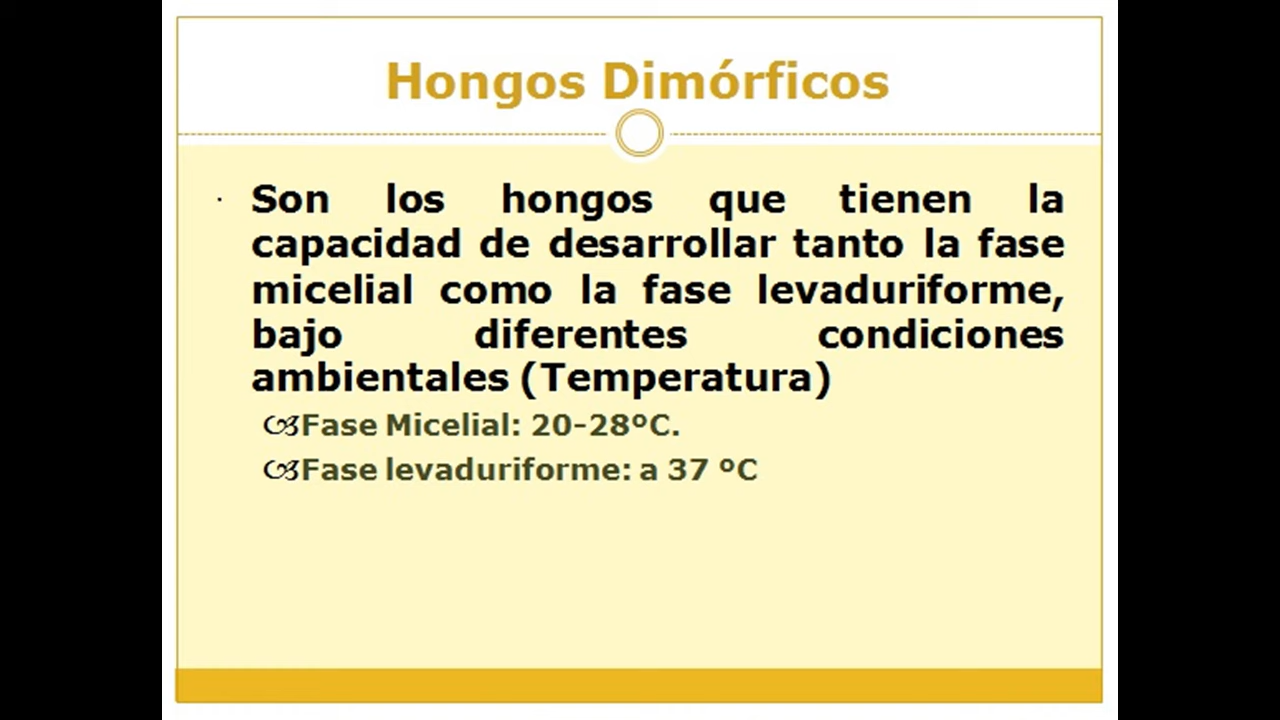 Hongos Dimórficos
Son los hongos que tienen la
capacidad de desarrollar tanto la fase
micelial como la fase levaduriforme,
bajo diferentes condiciones
ambientales (Temperatura)
Fase Micelial: 20-28ºC.
Fase levaduriforme: a 37 ºC